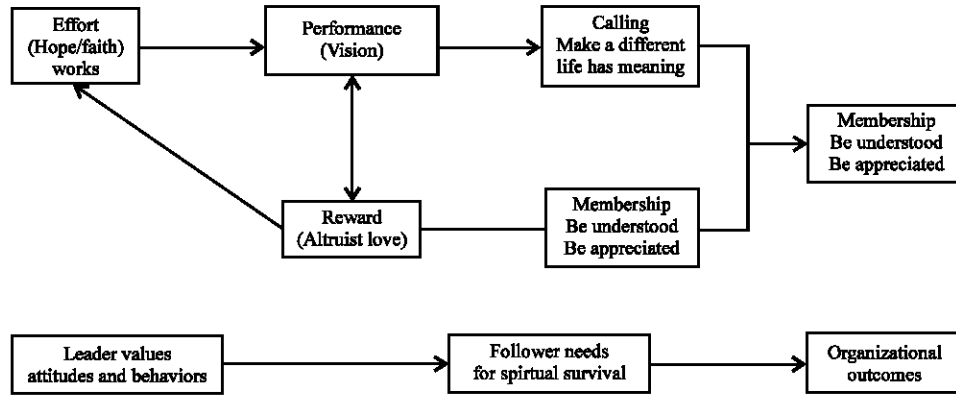 Effort
(Hope/faith)
works
Performance
(Vision)
Calling
Make a different
life has meaning
Membership
Be understood
Be appreciated
Reward
(Altruist love)
Membership
Be understood
Be appreciated
Leader values
attitudes and behaviors
Follower needs
for spirtual survival
Organizational
outcomes